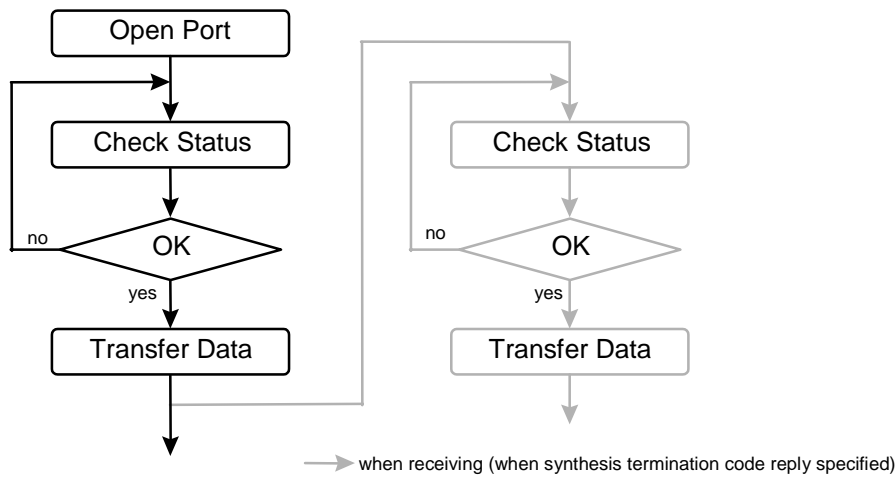 Open Port
Check Status
OK
no
yes
Transfer Data
Check Status
OK
no
yes
Transfer Data
when receiving (when synthesis termination code reply specified)